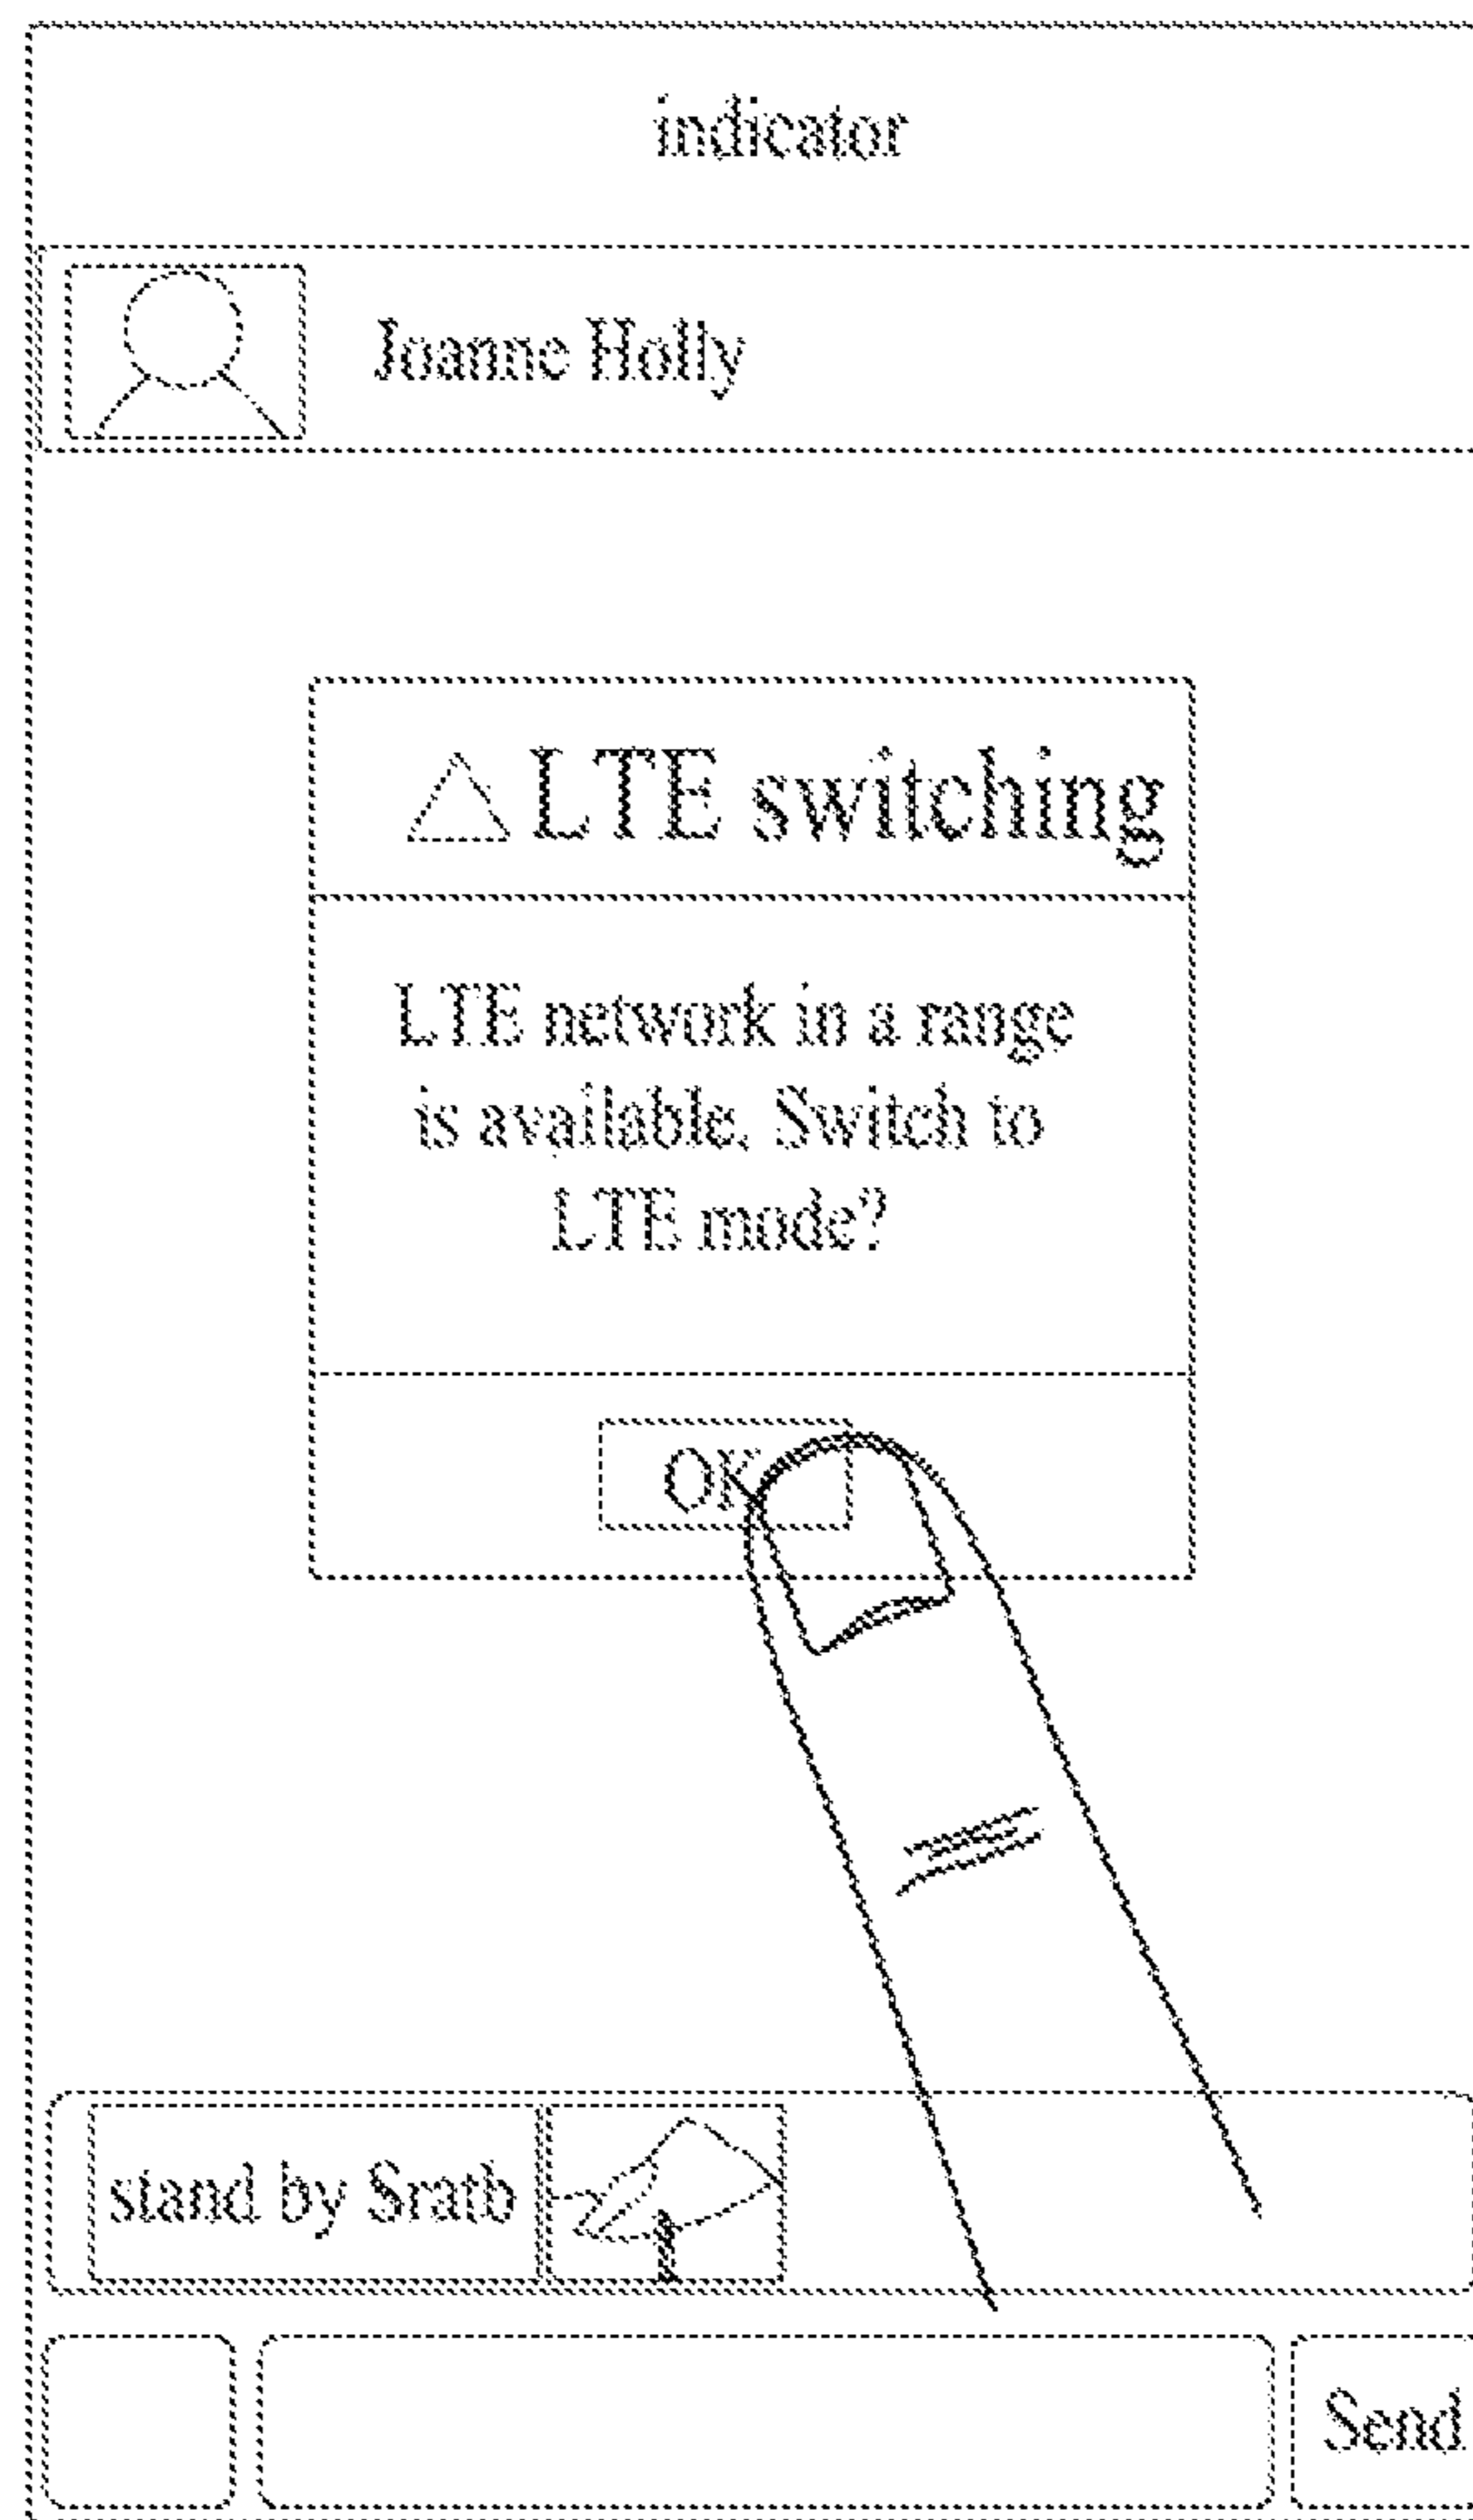 indicator
Joanne Holly
LTE switching
LTE network in a range
is available. Switch to
LTE mode?
OK
stand by Sratb
Send